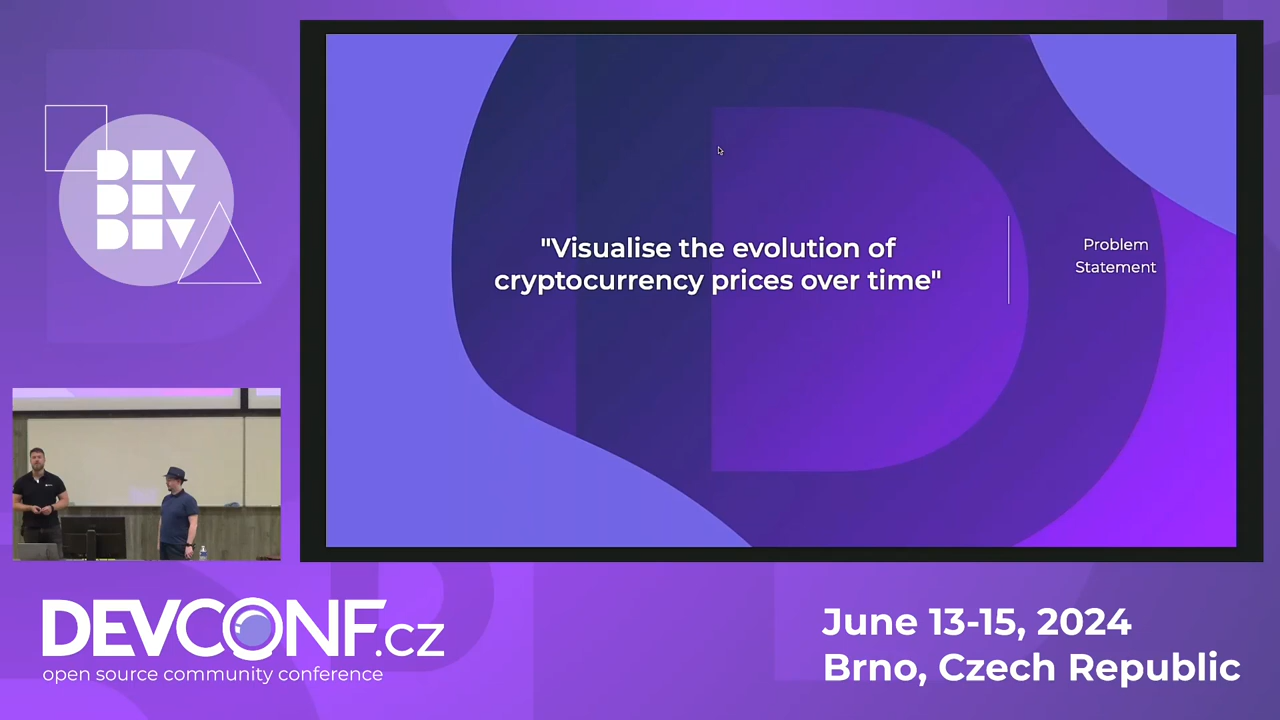 DEV
DEV
DEV
"Visualise the evolution of
cryptocurrency prices over time"
Problem
Statement
DEVCONF.cz
open source community conference
June 13-15, 2024
Brno, Czech Republic